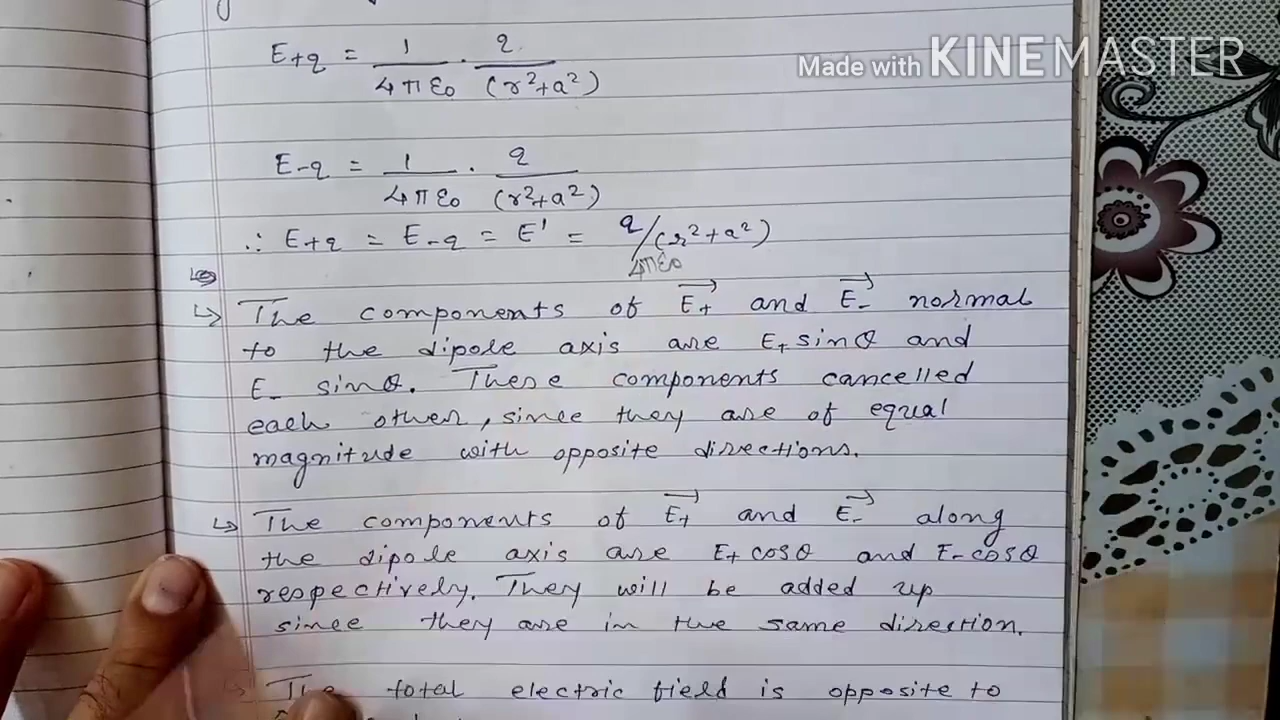 Made with KINEMASTER
E+q = 1/4πε0 · q/(r²+a²)
E-q = 1/4πε0 · q/(r²+a²)
∴ E+q = E-q = E' = q/4πε0(r²+a²)
↳ The components of E+ and E- normal
to the dipole axis are E+ sinθ and
E- sinθ. These components cancelled
each other, since they are of equal
magnitude with opposite directions.
↳ The components of E+ and E- along
the dipole axis are E+ cosθ and E- cosθ
respectively. They will be added up
since they are in the same direction.
↳ The total electric field is opposite to